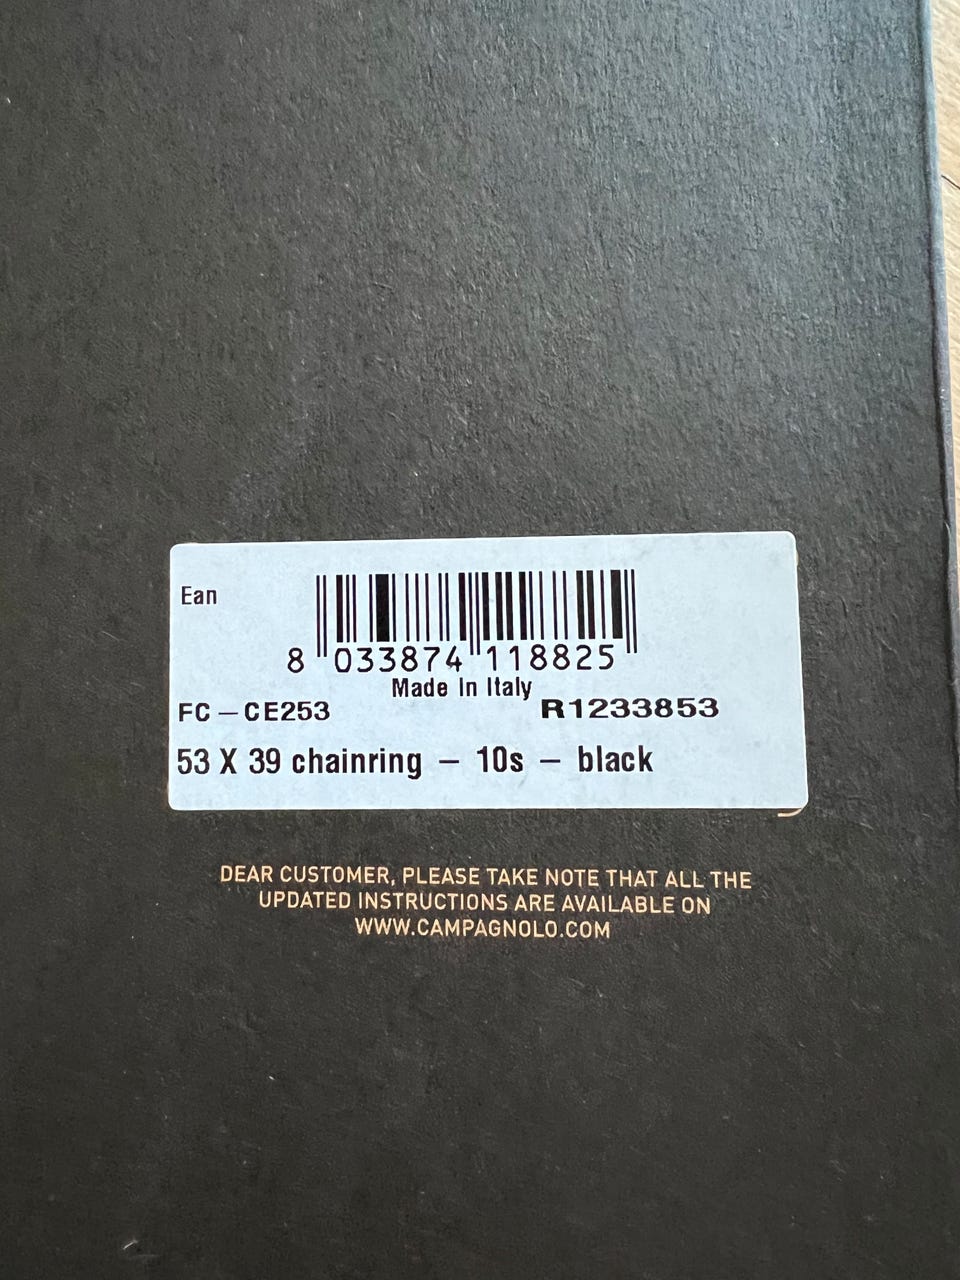 Ean
8 033874 118825
Made In Italy
FC – CE253 R1233853
53 X 39 chainring – 10s – black
DEAR CUSTOMER, PLEASE TAKE NOTE THAT ALL THE
UPDATED INSTRUCTIONS ARE AVAILABLE ON
WWW.CAMPAGNOLO.COM